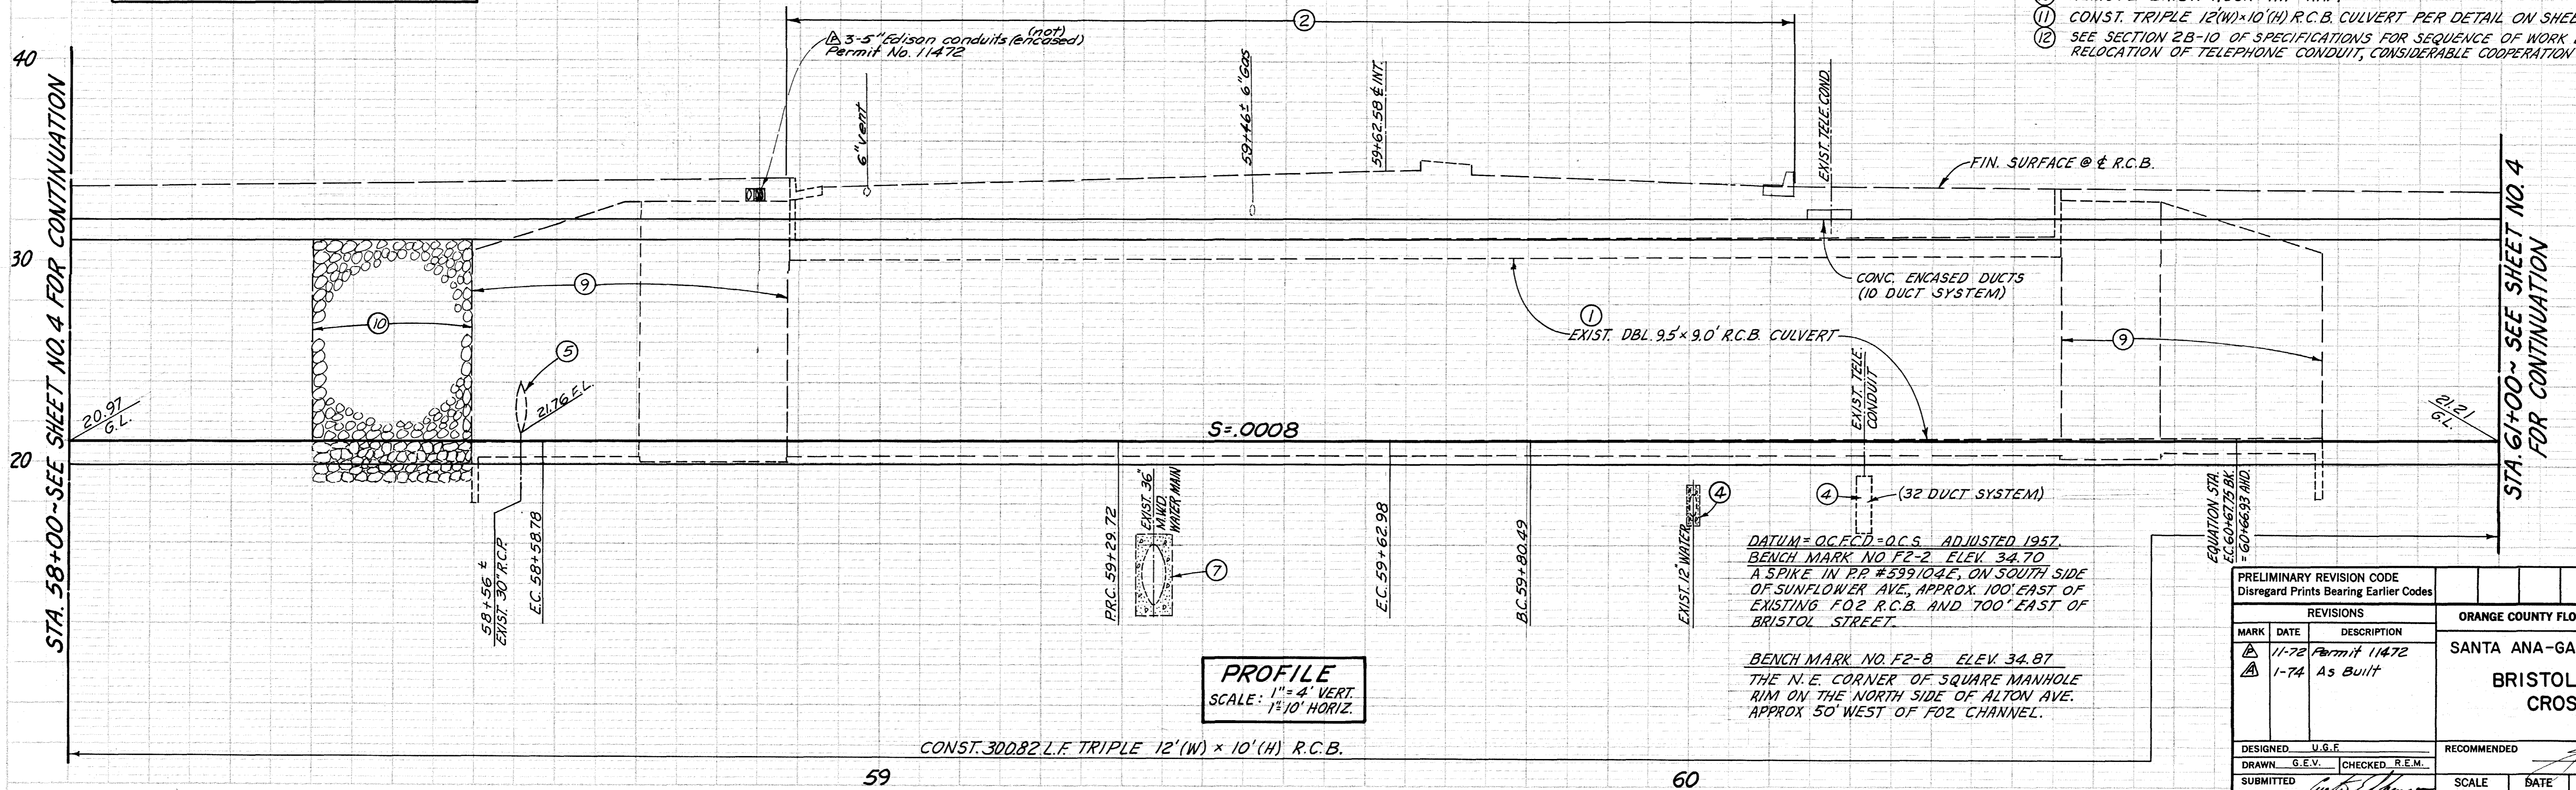 ⑪ CONST. TRIPLE 12'(W)×10'(H) R.C.B. CULVERT PER DETAIL ON
⑫ SEE SECTION 2B-10 OF SPECIFICATIONS FOR SEQUENCE OF WORK
RELOCATION OF TELEPHONE CONDUIT, CONSIDERABLE COOPERATION
②
(not)
3-5" Edison conduits (encased)
Permit No. 11472
40
30
20
STA. 58+00~SEE SHEET NO. 4 FOR CONTINUATION
6" vent
59+46± 6" GAS
59+62.58 ℄ INT.
EXIST. TELE. COND.
FIN. SURFACE @ ℄ R.C.B.
STA. 61+00~ SEE SHEET NO. 4
FOR CONTINUATION
CONC. ENCASED DUCTS
(10 DUCT SYSTEM)
⑨
⑩
①
EXIST. DBL. 9.5'×9.0' R.C.B. CULVERT
⑨
⑤
21.76 F.L.
20.97
G.L.
S=.0008
EXIST. TELE.
CONDUIT
21.21
G.L.
58+56 ±
EXIST. 30" R.C.P.
E.C. 58+58.78
P.R.C. 59+29.72
EXIST. 36"
M.W.D.
WATER MAIN
⑦
E.C. 59+62.98
B.C. 59+80.49
EXIST. 12" WATER
④
④
(32 DUCT SYSTEM)
EQUATION STA.
E.C. 60+67.75 BK.
= 60+66.93 AHD.
DATUM = O.C.F.C.D = O.C.S. ADJUSTED 1957.
BENCH MARK NO F2-2 ELEV. 34.70
A SPIKE IN P.P. #599104E, ON SOUTH SIDE
OF SUNFLOWER AVE, APPROX. 100' EAST OF
EXISTING F02 R.C.B. AND 700' EAST OF
BRISTOL STREET.
BENCH MARK NO. F2-8 ELEV. 34.87
THE N.E. CORNER OF SQUARE MANHOLE
RIM ON THE NORTH SIDE OF ALTON AVE.
APPROX 50' WEST OF F02 CHANNEL.
PROFILE
SCALE: 1"= 4' VERT.
1"= 10' HORIZ.
CONST. 300.82 L.F. TRIPLE 12'(W) × 10'(H) R.C.B.
59
60
PRELIMINARY REVISION CODE
Disregard Prints Bearing Earlier Codes
REVISIONS
MARK DATE DESCRIPTION
11-72 Permit 11472
A 1-74 As Built
DESIGNED U.G.F.
DRAWN G.E.V. CHECKED R.E.M.
SUBMITTED
ORANGE COUNTY
SANTA ANA-
BRISTOL
RECOMMENDED
SCALE DATE